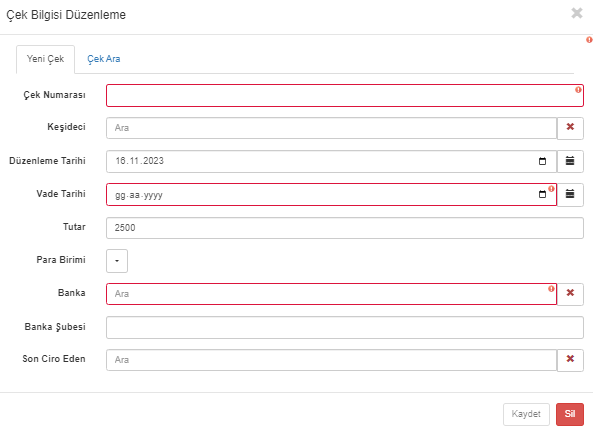 Çek Bilgisi Düzenleme
Yeni Çek Çek Ara
Çek Numarası
Keşideci Ara
Düzenleme Tarihi 16.11.2023
Vade Tarihi gg.aa.yyyy
Tutar 2500
Para Birimi -
Banka Ara
Banka Şubesi
Son Ciro Eden Ara
Kaydet Sil